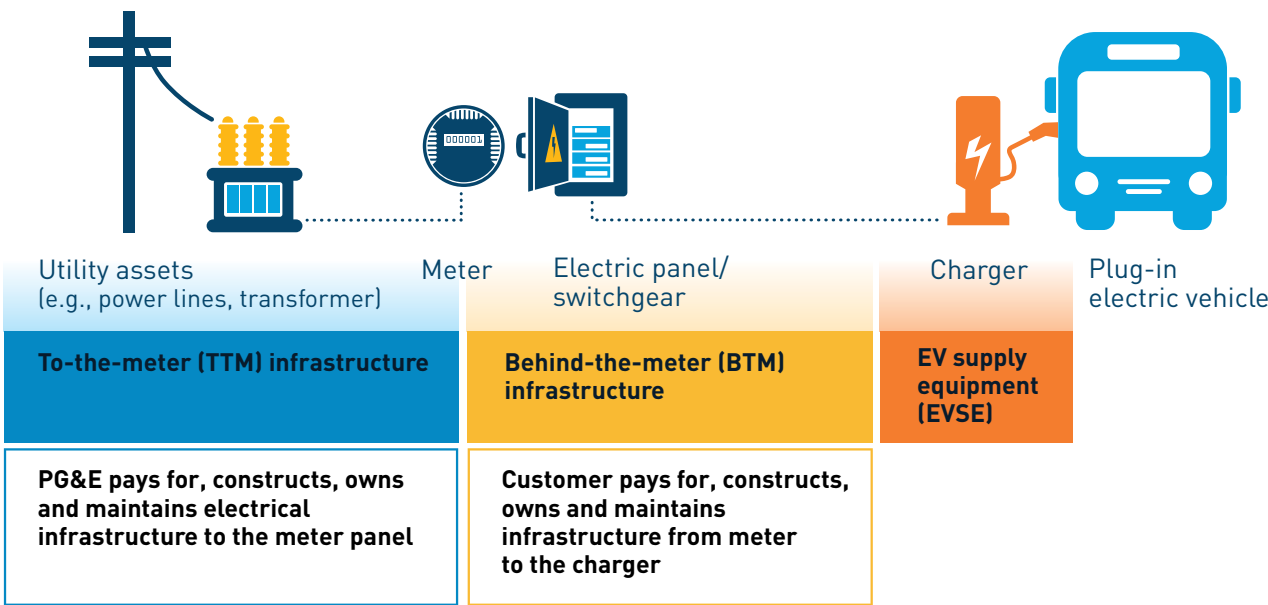 000001
Utility assets
(e.g., power lines, transformer)
Meter
Electric panel/
switchgear
Charger
Plug-in
electric vehicle
To-the-meter (TTM) infrastructure
Behind-the-meter (BTM)
infrastructure
EV supply
equipment
(EVSE)
PG&E pays for, constructs, owns
and maintains electrical
infrastructure to the meter panel
Customer pays for, constructs,
owns and maintains
infrastructure from meter
to the charger